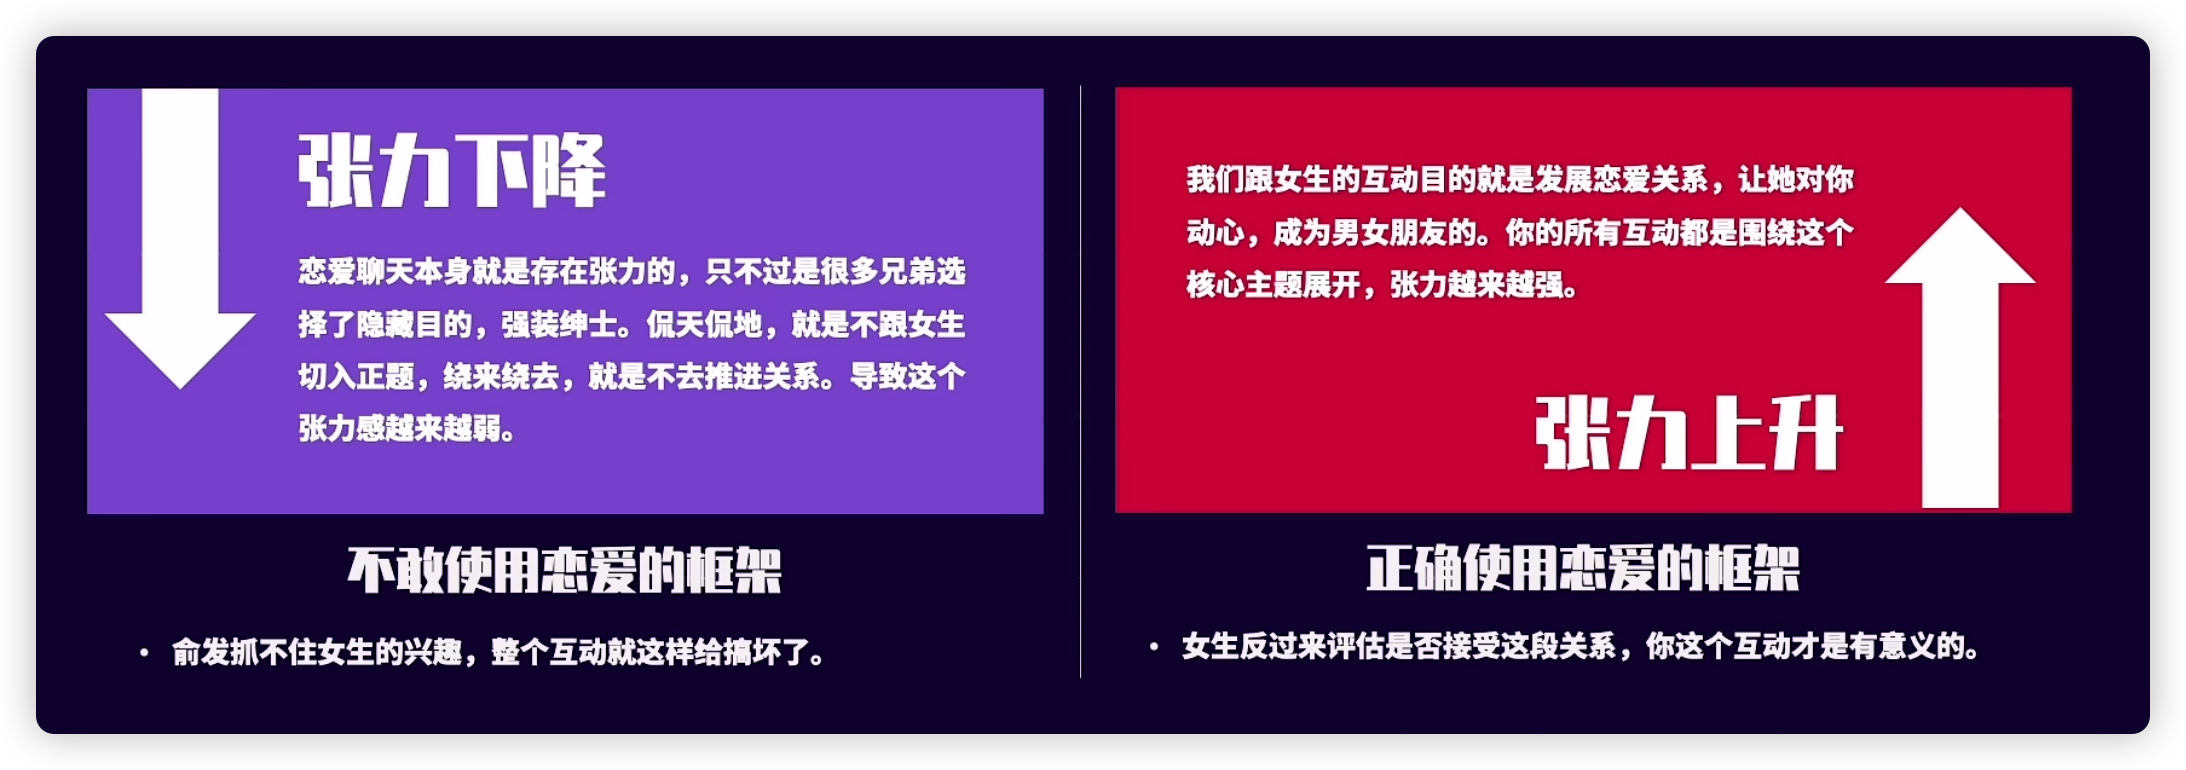 张力下降
恋爱聊天本身就是存在张力的，只不过是很多兄弟选
择了隐藏目的，强装绅士。侃天侃地，就是不跟女生
切入正题，绕来绕去，就是不去推进关系。导致这个
张力感越来越弱。
不敢使用恋爱的框架
• 俞发抓不住女生的兴趣，整个互动就这样给搞坏了。
我们跟女生的互动目的就是发展恋爱关系，让她对你
动心，成为男女朋友的。你的所有互动都是围绕这个
核心主题展开，张力越来越强。
张力上升
正确使用恋爱的框架
• 女生反过来评估是否接受这段关系，你这个互动才是有意义的。